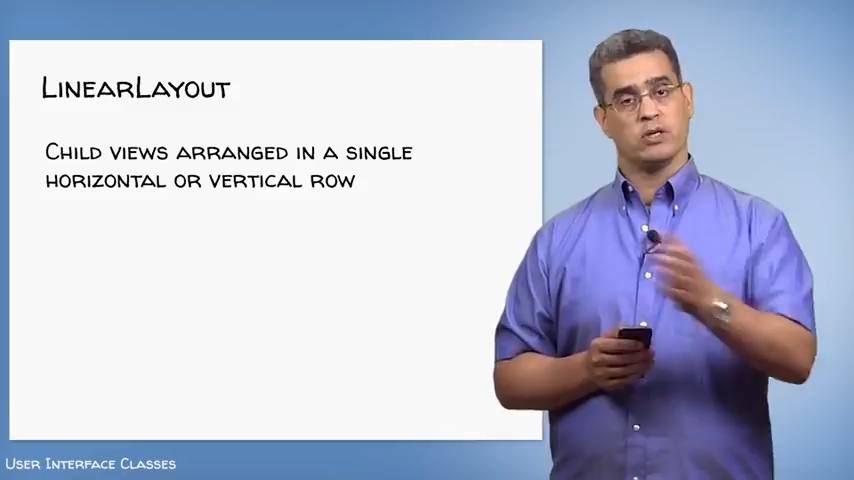 LinearLayout
Child views arranged in a single
horizontal or vertical row
User Interface Classes